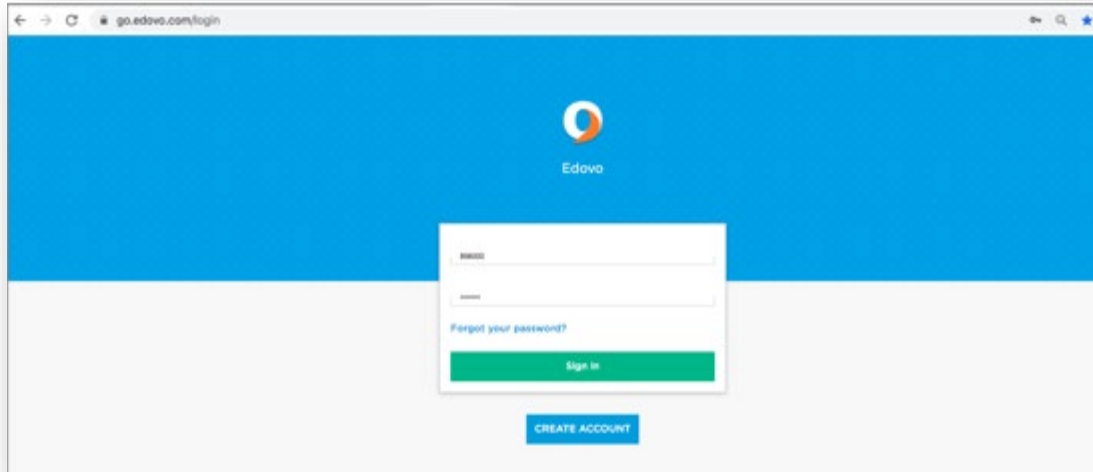 go.edovo.com/login
Edovo
Forgot your password?
Sign in
CREATE ACCOUNT